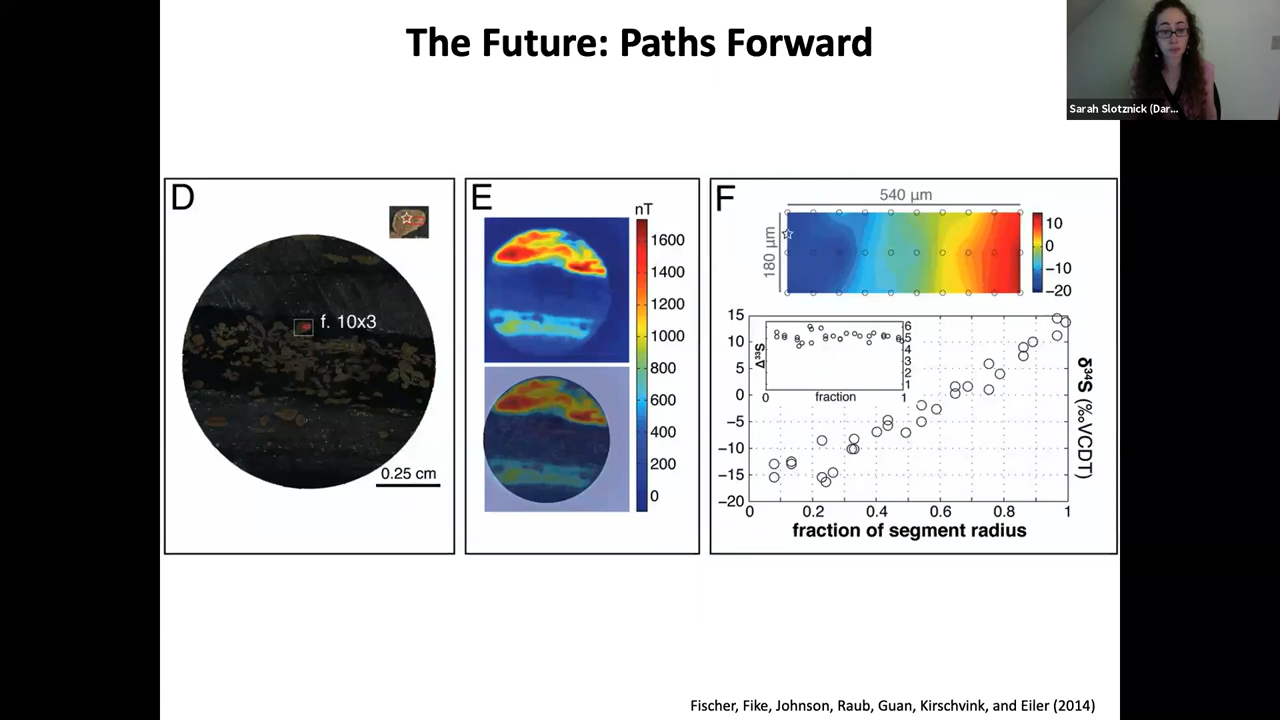 The Future: Paths Forward
Sarah Slotznick (Dar...
D
f. 10x3
0.25 cm
E
nT
1600
1400
1200
1000
800
600
400
200
0
F
540 μm
180 μm
10
0
−10
−20
15
10
5
0
−5
−10
−15
−20
Δ33S
6
5
4
3
2
1
0
fraction
1
δ34S (‰ VCDT)
0
0.2
0.4
0.6
0.8
1
fraction of segment radius
Fischer, Fike, Johnson, Raub, Guan, Kirschvink, and Eiler (2014)